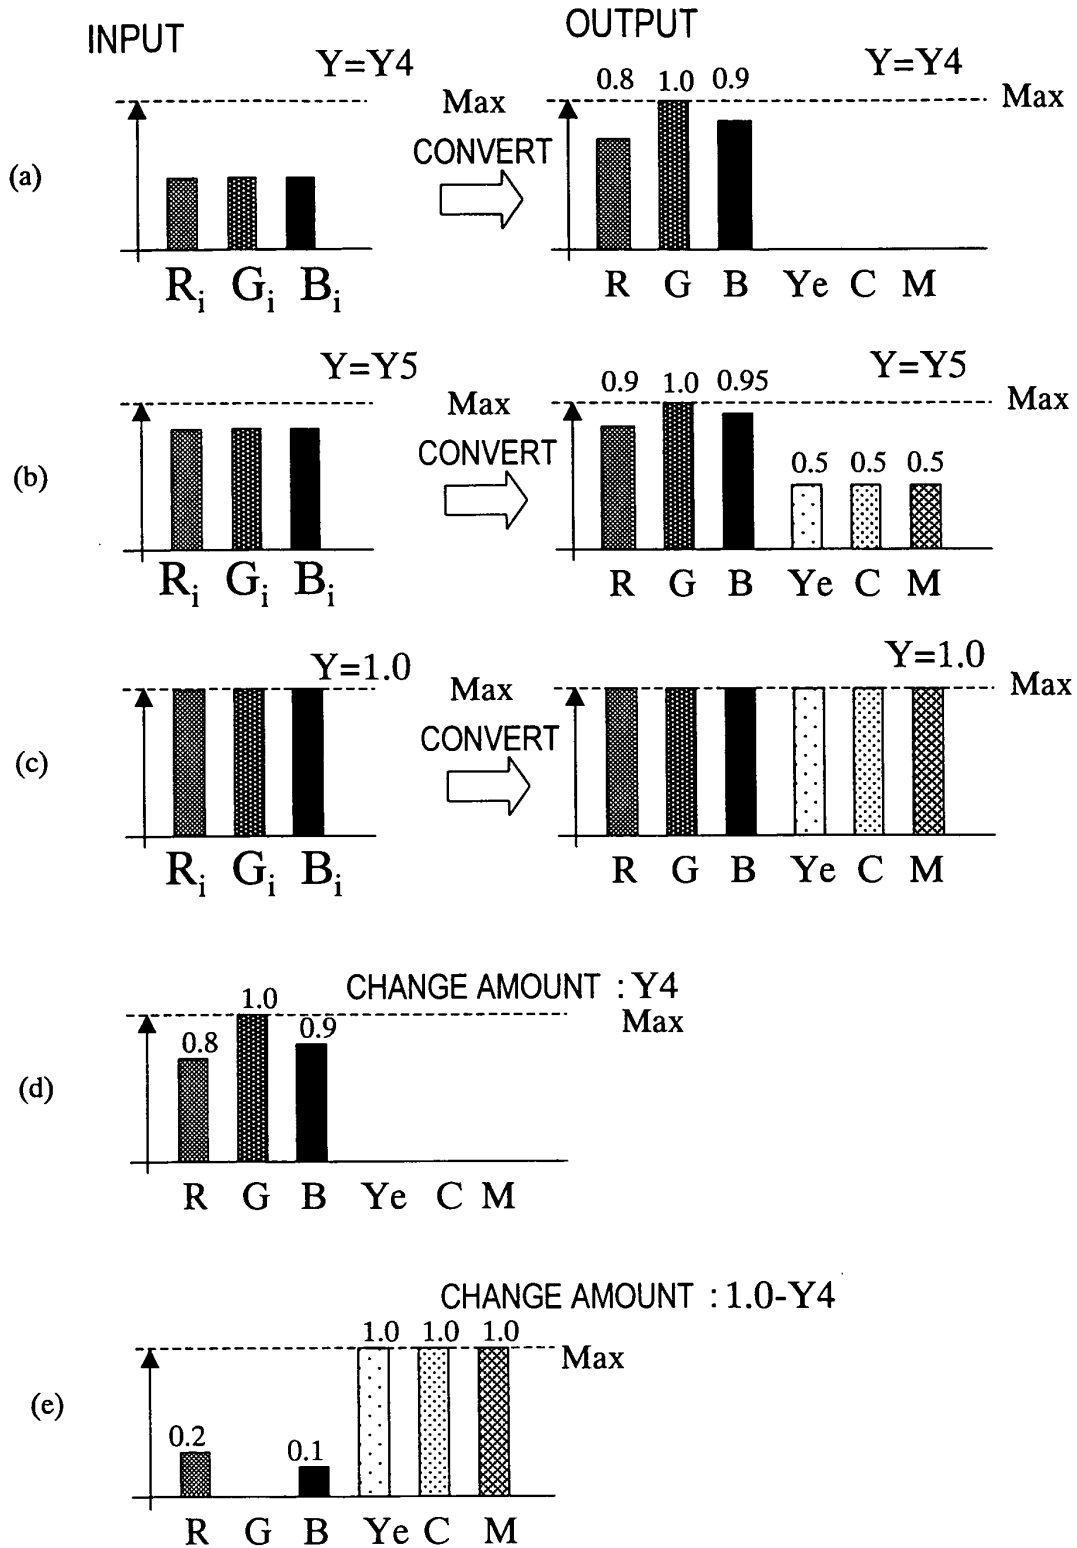 INPUT
OUTPUT
Y=Y4
0.8 1.0 0.9
Y=Y4
Max
Max
CONVERT
(a)
Ri Gi Bi
R G B Ye C M
Y=Y5
0.9 1.0 0.95
Y=Y5
Max
Max
CONVERT
0.5 0.5 0.5
(b)
Ri Gi Bi
R G B Ye C M
Y=1.0
Y=1.0
Max
Max
CONVERT
(c)
Ri Gi Bi
R G B Ye C M
CHANGE AMOUNT : Y4
1.0
Max
0.8
0.9
(d)
R G B Ye C M
CHANGE AMOUNT : 1.0-Y4
1.0 1.0 1.0
Max
(e)
0.2
0.1
R G B Ye C M